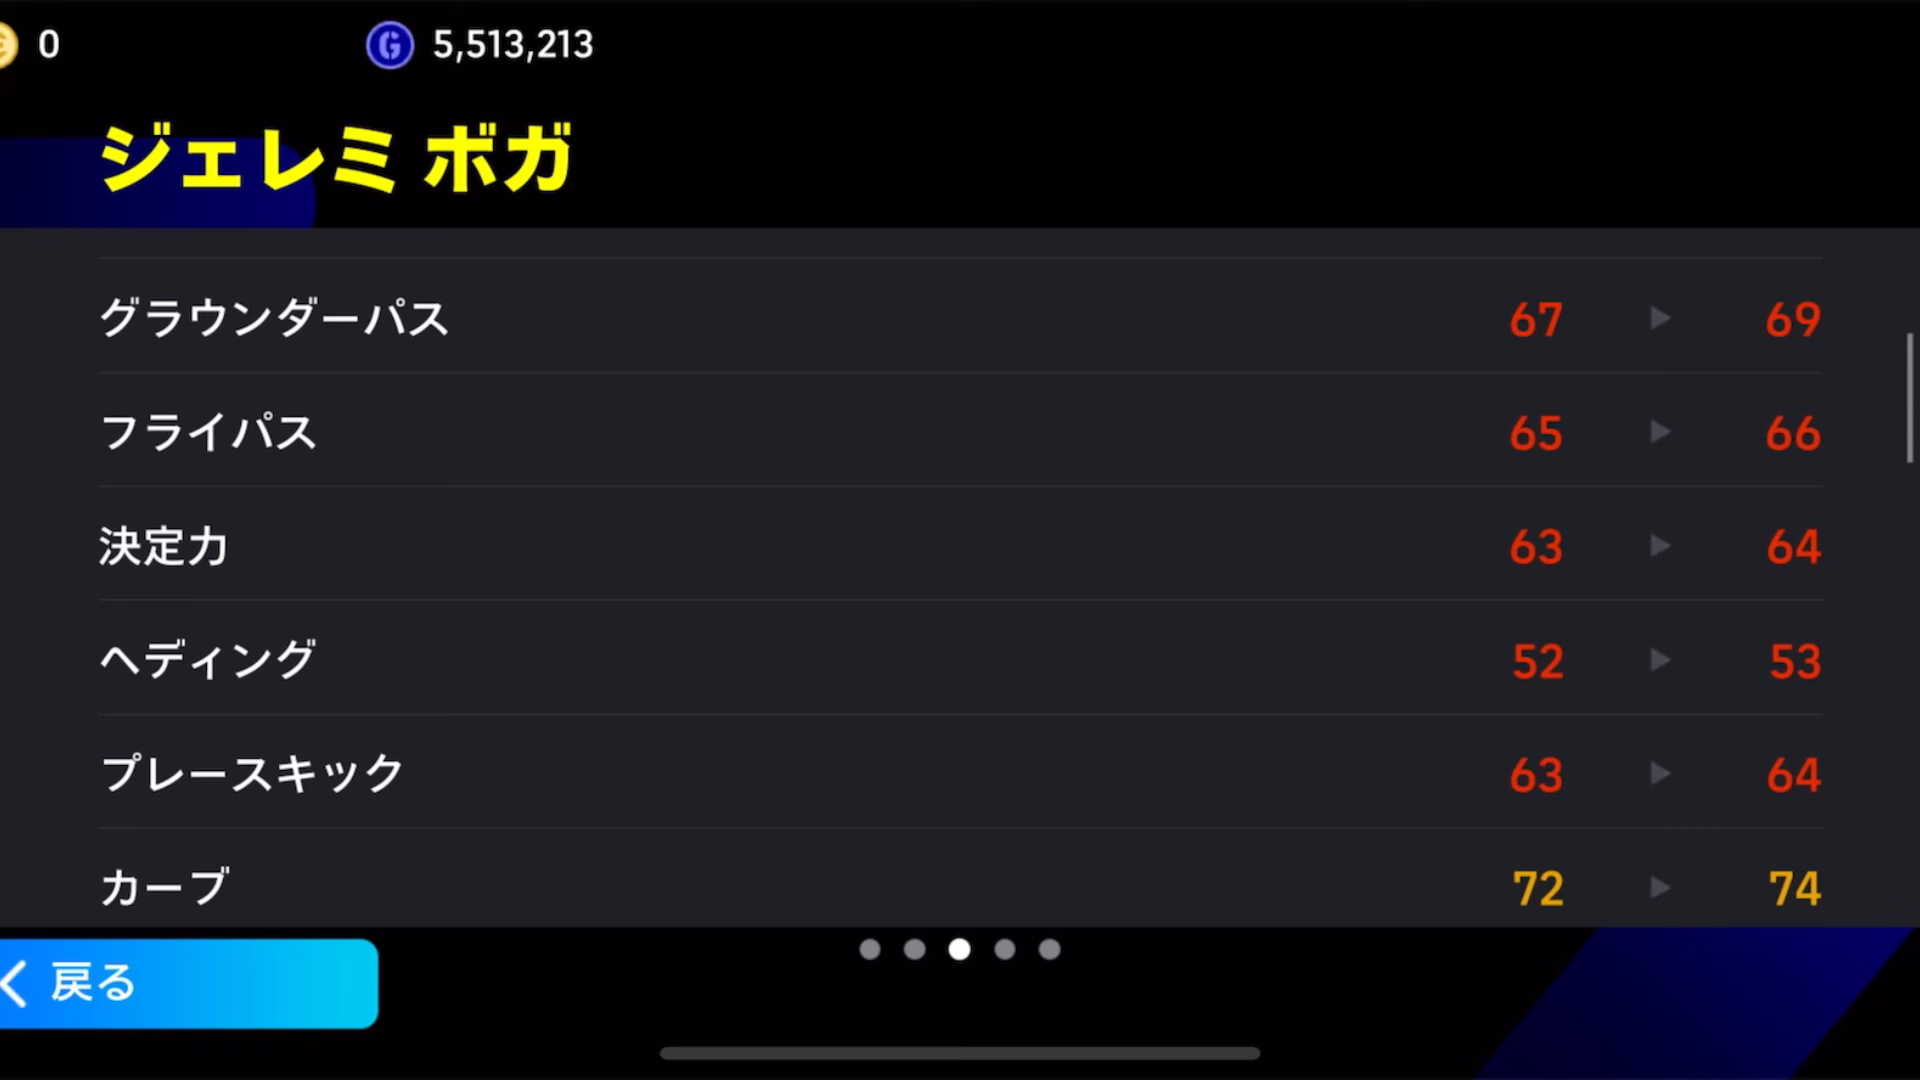 0
5,513,213
ジェレミ ボガ
グラウンダーパス 67 ▶ 69
フライパス 65 ▶ 66
決定力 63 ▶ 64
ヘディング 52 ▶ 53
プレースキック 63 ▶ 64
カーブ 72 ▶ 74
戻る